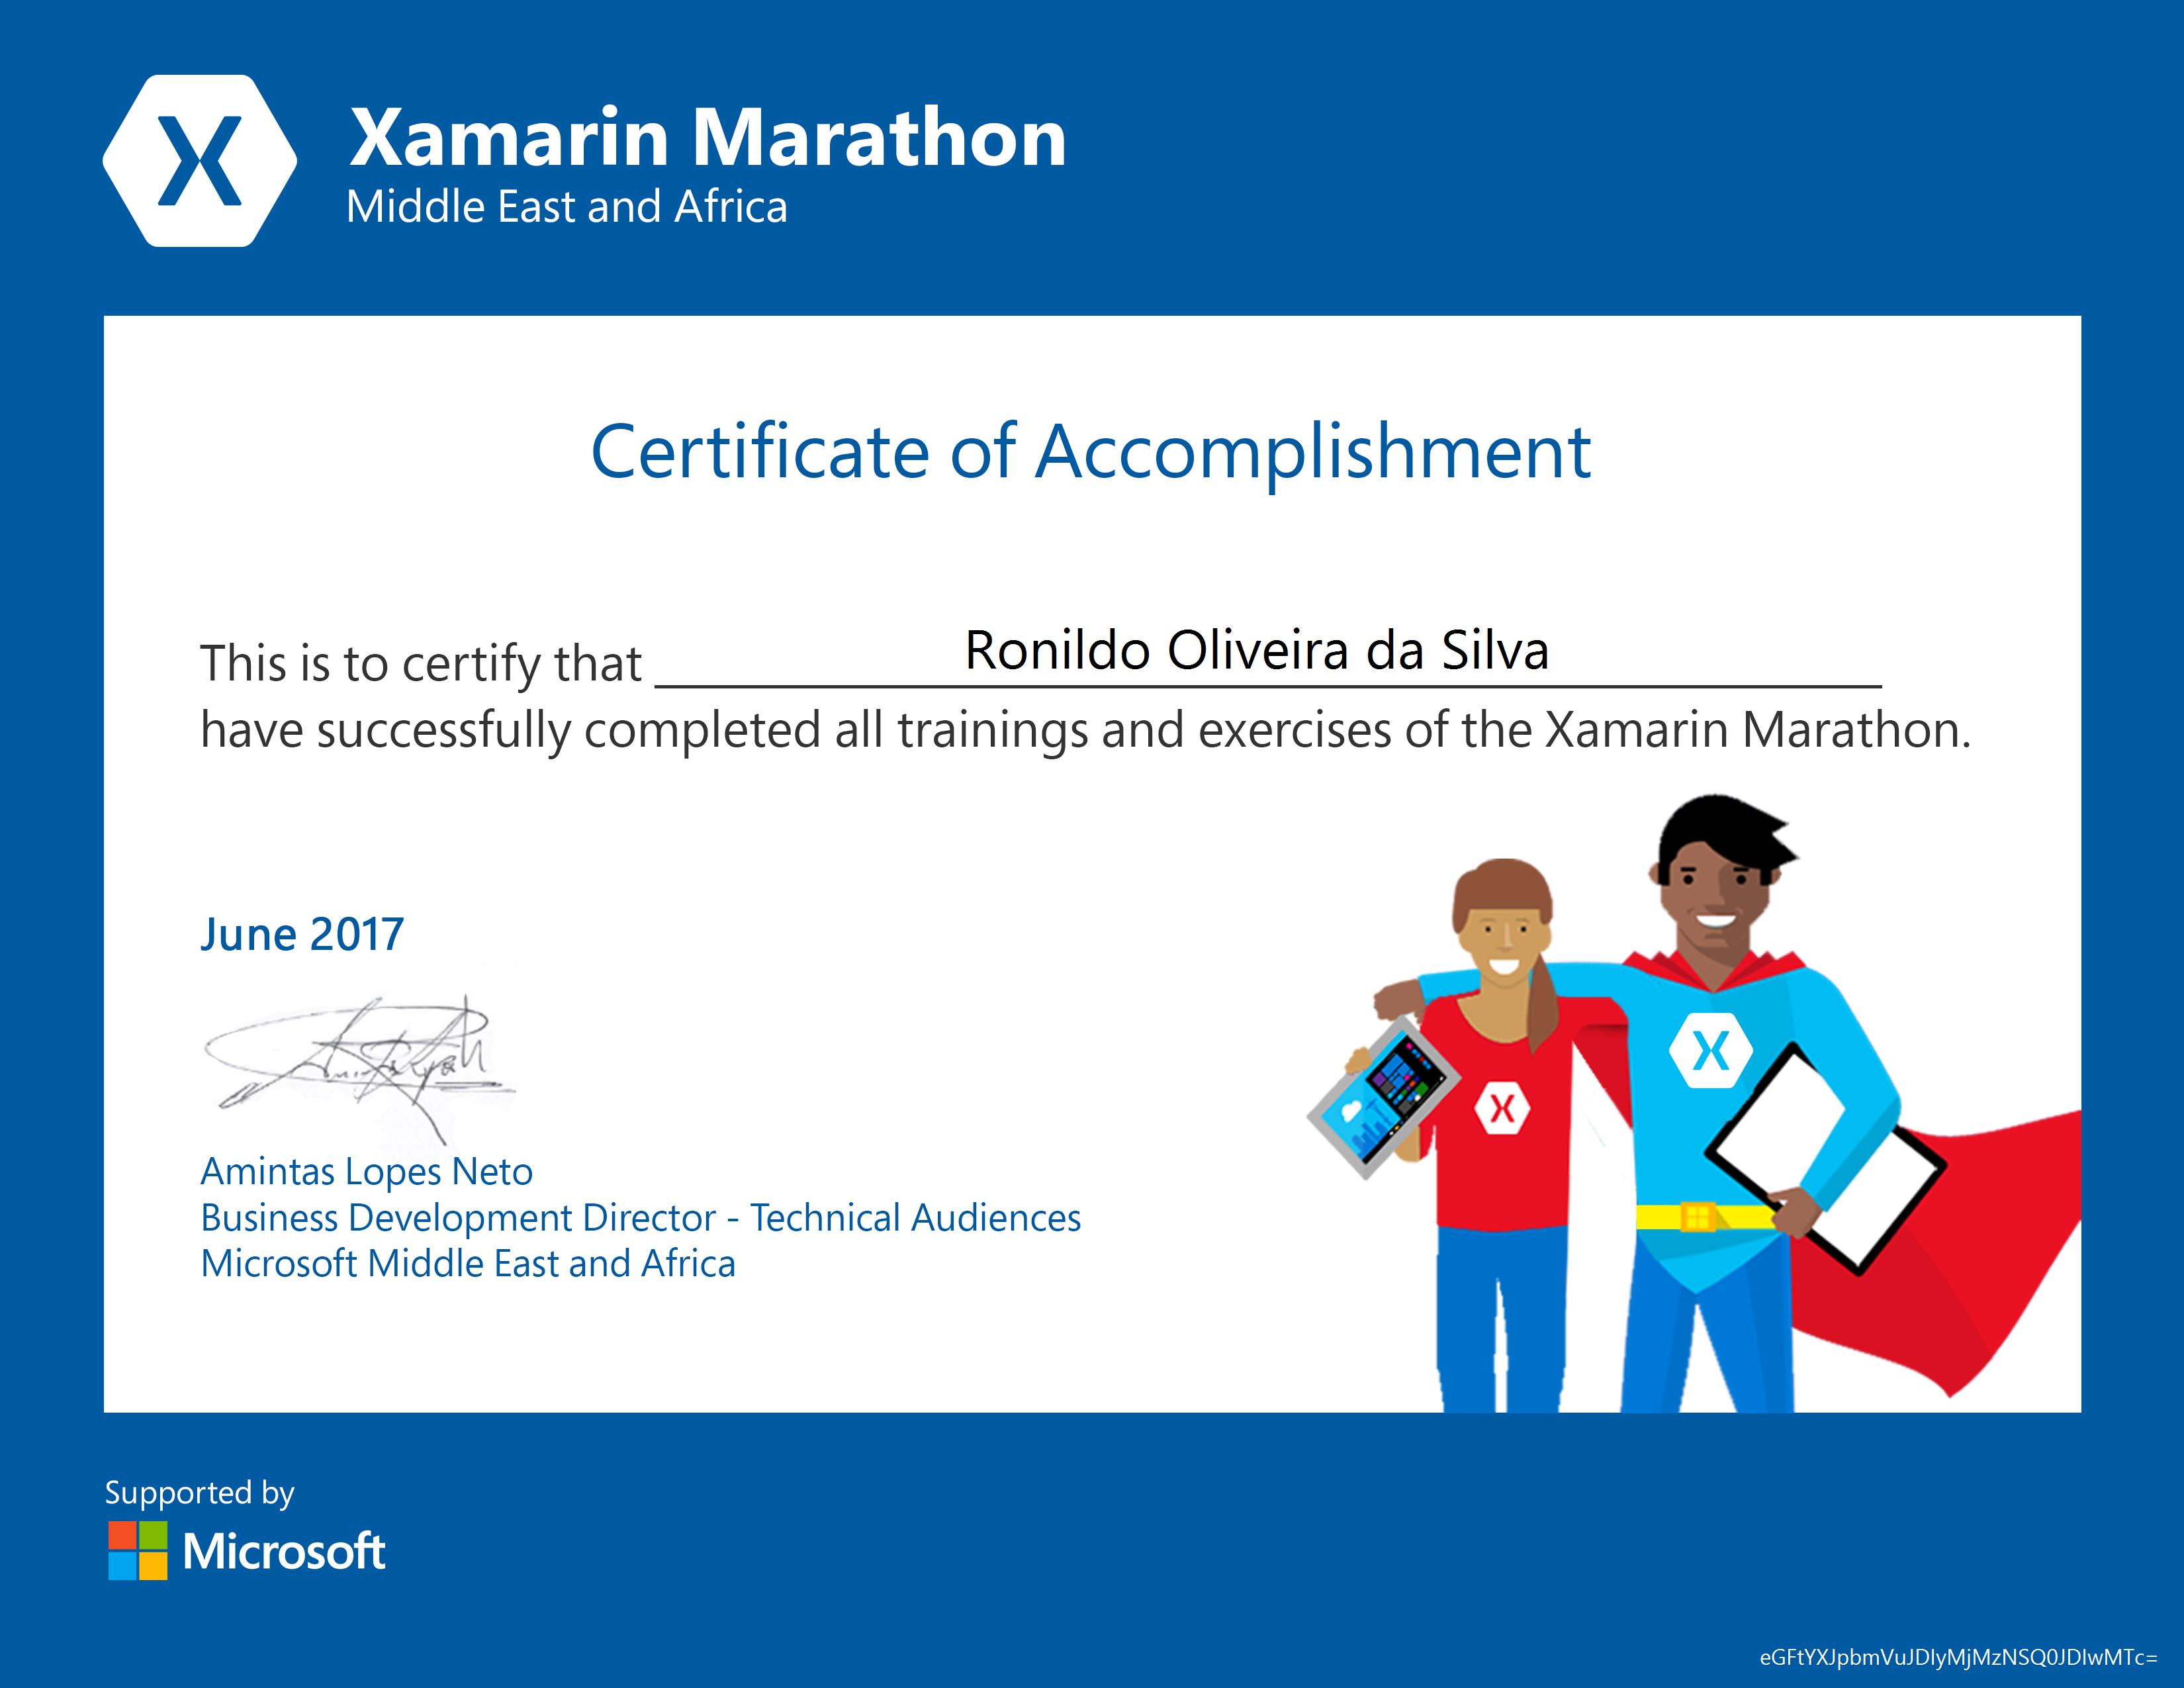 Xamarin Marathon
Middle East and Africa
Certificate of Accomplishment
This is to certify that Ronildo Oliveira da Silva
have successfully completed all trainings and exercises of the Xamarin Marathon.
June 2017
Amintas Lopes Neto
Business Development Director - Technical Audiences
Microsoft Middle East and Africa
Supported by
Microsoft
eGFtYXJpbmVuJDIyMjMzNSQ0JDIwMTc=